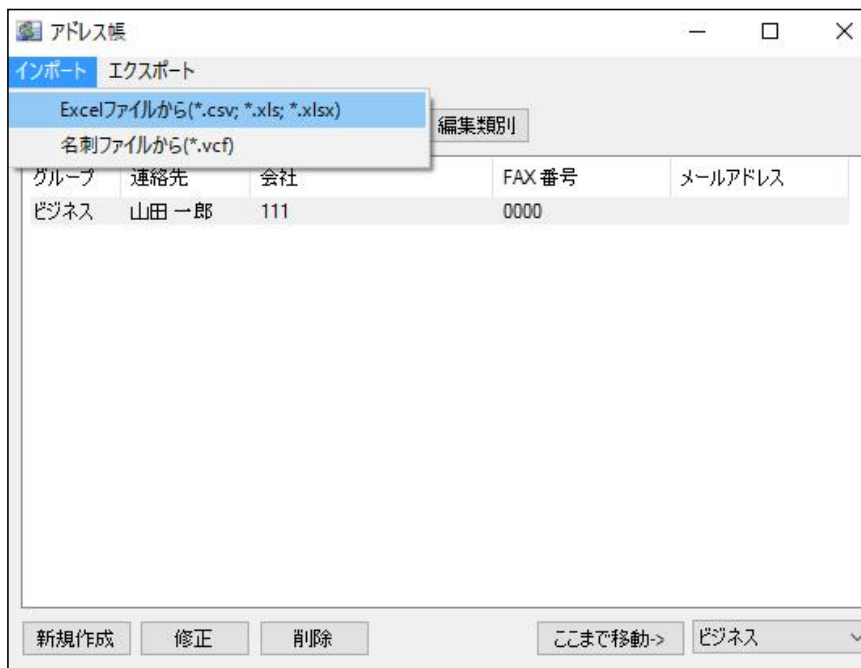 アドレス帳
インポート エクスポート
Excelファイルから(*.csv; *.xls; *.xlsx)
名刺ファイルから(*.vcf)
編集類別
グループ 連絡先 会社 FAX 番号 メールアドレス
ビジネス 山田 一郎 111 0000
新規作成 修正 削除 ここまで移動-> ビジネス